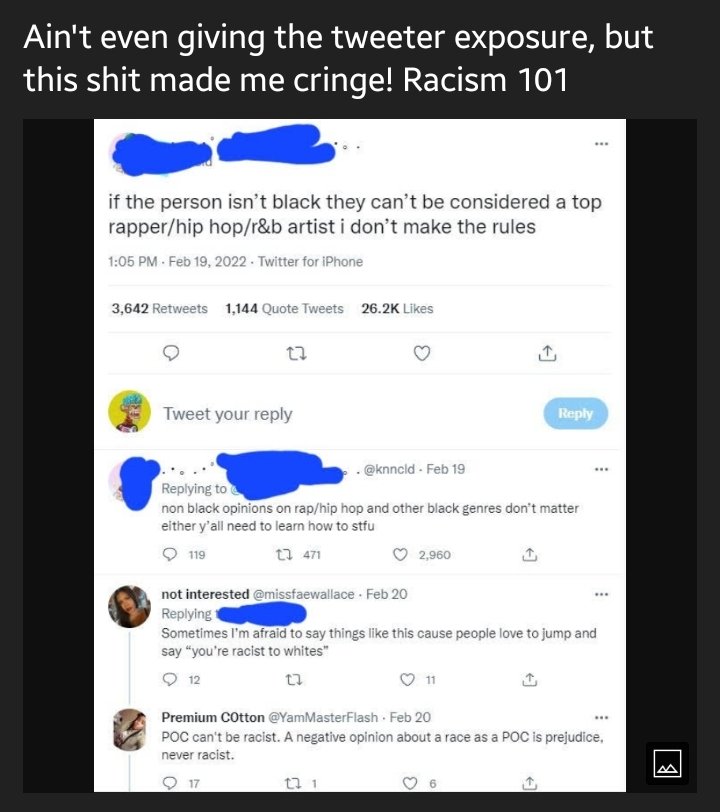 Ain't even giving the tweeter exposure, but
this shit made me cringe! Racism 101
if the person isn't black they can't be considered a top
rapper/hip hop/r&b artist i don't make the rules
1:05 PM · Feb 19, 2022 · Twitter for iPhone
3,642 Retweets 1,144 Quote Tweets 26.2K Likes
Tweet your reply
Reply
@knncld · Feb 19
Replying to @
non black opinions on rap/hip hop and other black genres don't matter
either y'all need to learn how to stfu
119 471 2,960
not interested @missfaewallace · Feb 20
Replying
Sometimes I'm afraid to say things like this cause people love to jump and
say "you're racist to whites"
12 11
Premium C0tton @YamMasterFlash · Feb 20
POC can't be racist. A negative opinion about a race as a POC is prejudice,
never racist.
17 1 6